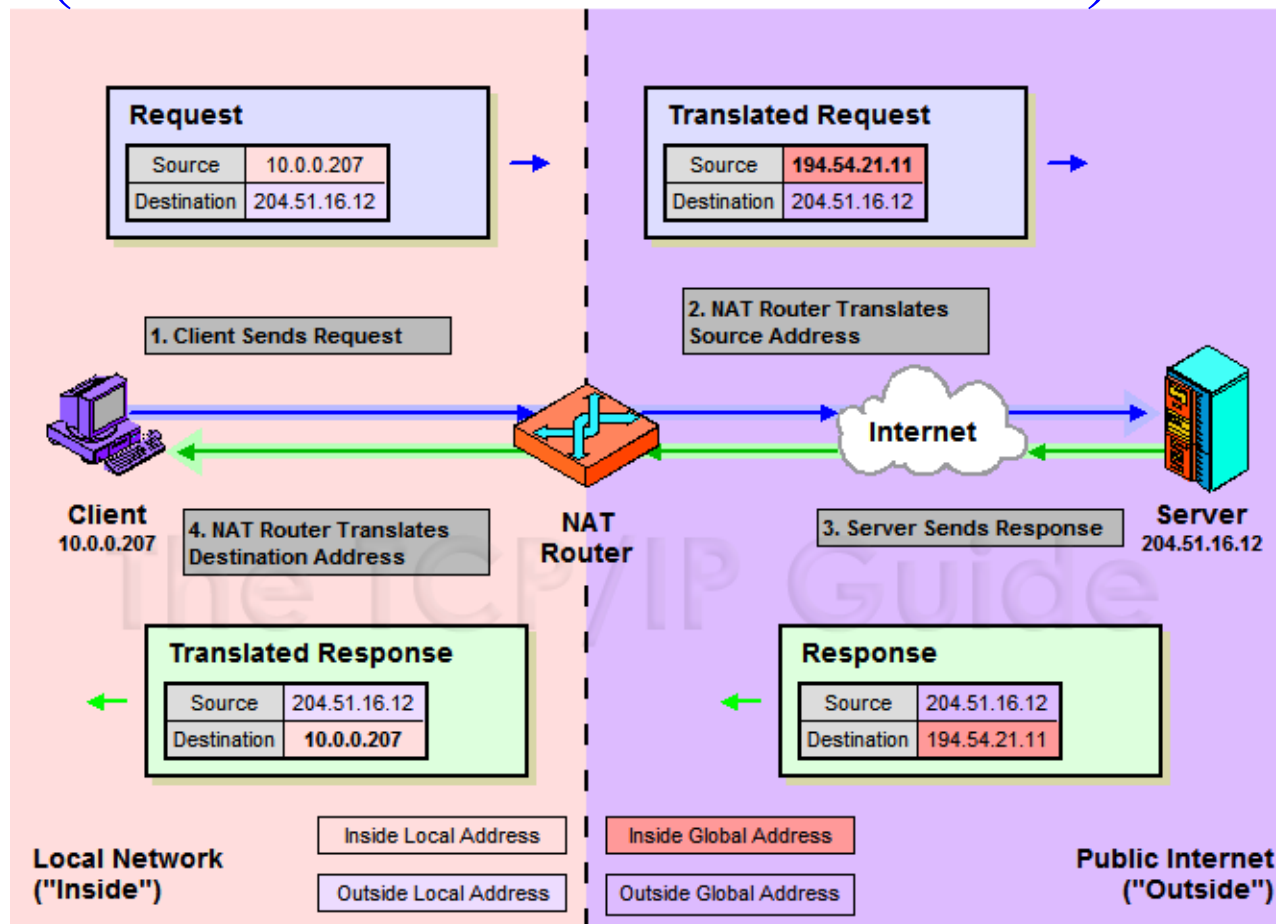 Request
Source 10.0.0.207
Destination 204.51.16.12
Translated Request
Source 194.54.21.11
Destination 204.51.16.12
1. Client Sends Request
2. NAT Router Translates
Source Address
Internet
Client
10.0.0.207
4. NAT Router Translates
Destination Address
NAT
Router
3. Server Sends Response
Server
204.51.16.12
The TCP/IP Guide
Translated Response
Source 204.51.16.12
Destination 10.0.0.207
Response
Source 204.51.16.12
Destination 194.54.21.11
Local Network
("Inside")
Inside Local Address
Outside Local Address
Inside Global Address
Outside Global Address
Public Internet
("Outside")